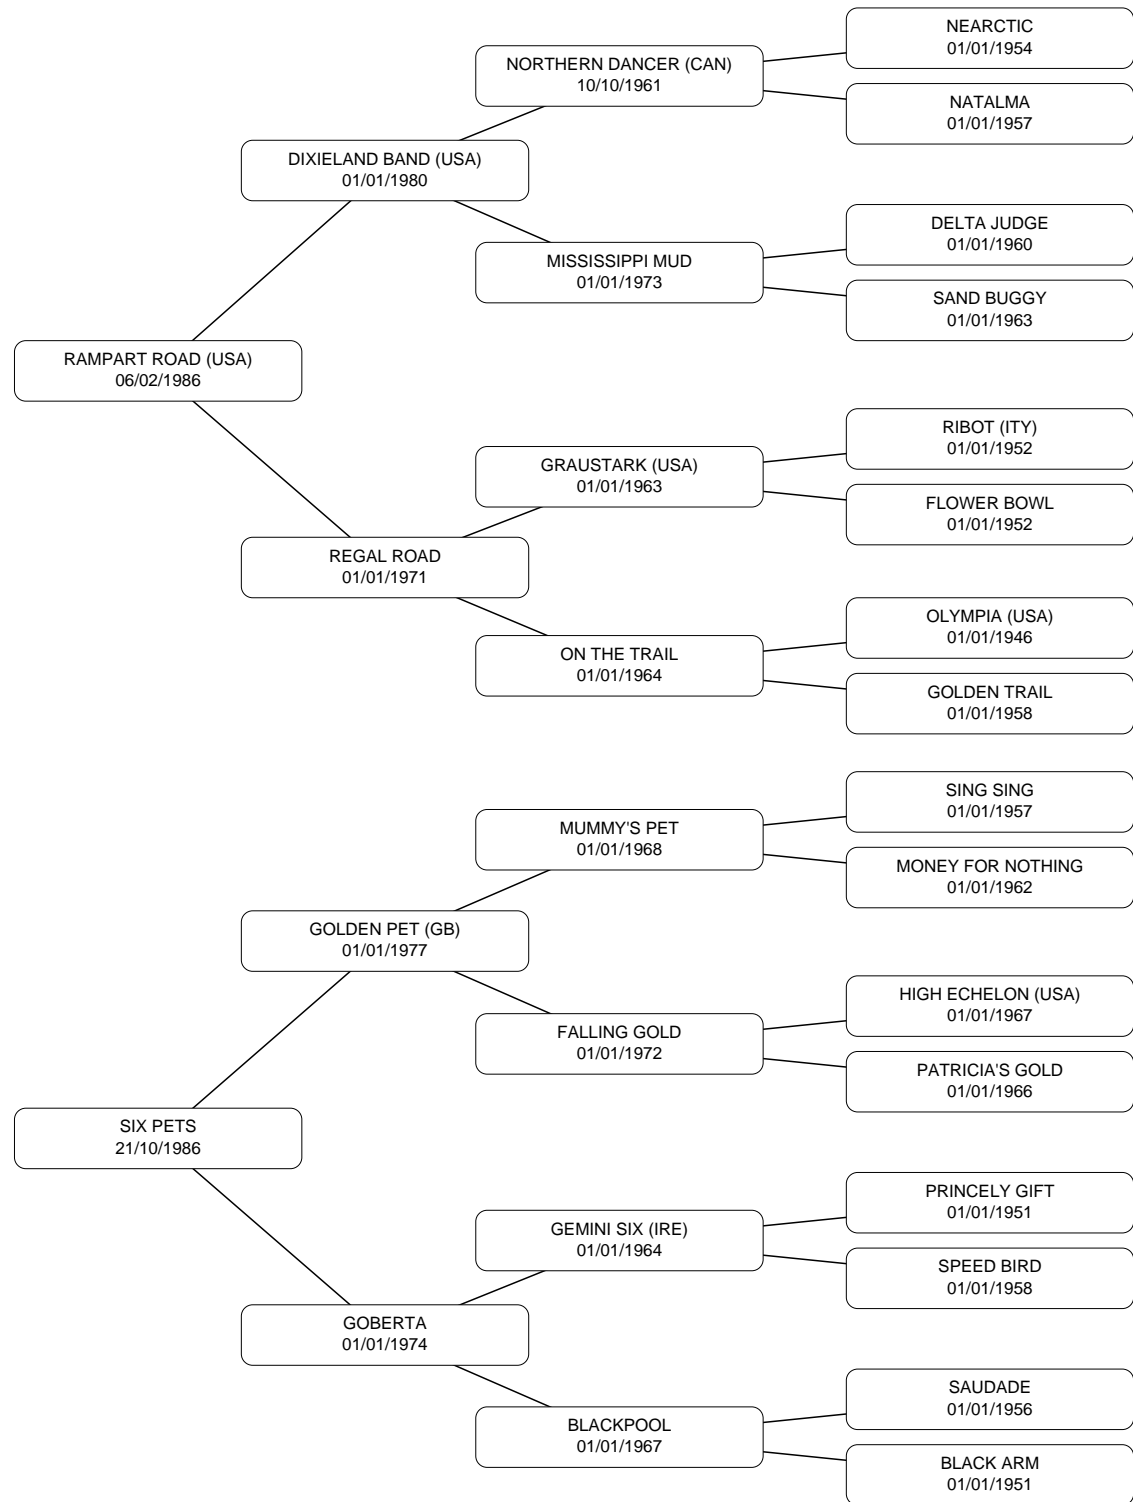 NEARCTIC
01/01/1954
NORTHERN DANCER (CAN)
10/10/1961
NATALMA
01/01/1957
DIXIELAND BAND (USA)
01/01/1980
DELTA JUDGE
01/01/1960
MISSISSIPPI MUD
01/01/1973
SAND BUGGY
01/01/1963
RAMPART ROAD (USA)
06/02/1986
RIBOT (ITY)
01/01/1952
GRAUSTARK (USA)
01/01/1963
FLOWER BOWL
01/01/1952
REGAL ROAD
01/01/1971
OLYMPIA (USA)
01/01/1946
ON THE TRAIL
01/01/1964
GOLDEN TRAIL
01/01/1958
SING SING
01/01/1957
MUMMY'S PET
01/01/1968
MONEY FOR NOTHING
01/01/1962
GOLDEN PET (GB)
01/01/1977
HIGH ECHELON (USA)
01/01/1967
FALLING GOLD
01/01/1972
PATRICIA'S GOLD
01/01/1966
SIX PETS
21/10/1986
PRINCELY GIFT
01/01/1951
GEMINI SIX (IRE)
01/01/1964
SPEED BIRD
01/01/1958
GOBERTA
01/01/1974
SAUDADE
01/01/1956
BLACKPOOL
01/01/1967
BLACK ARM
01/01/1951